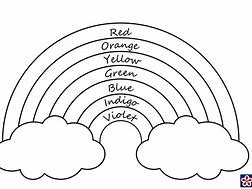 Red
Orange
Yellow
Green
Blue
Indigo
Violet